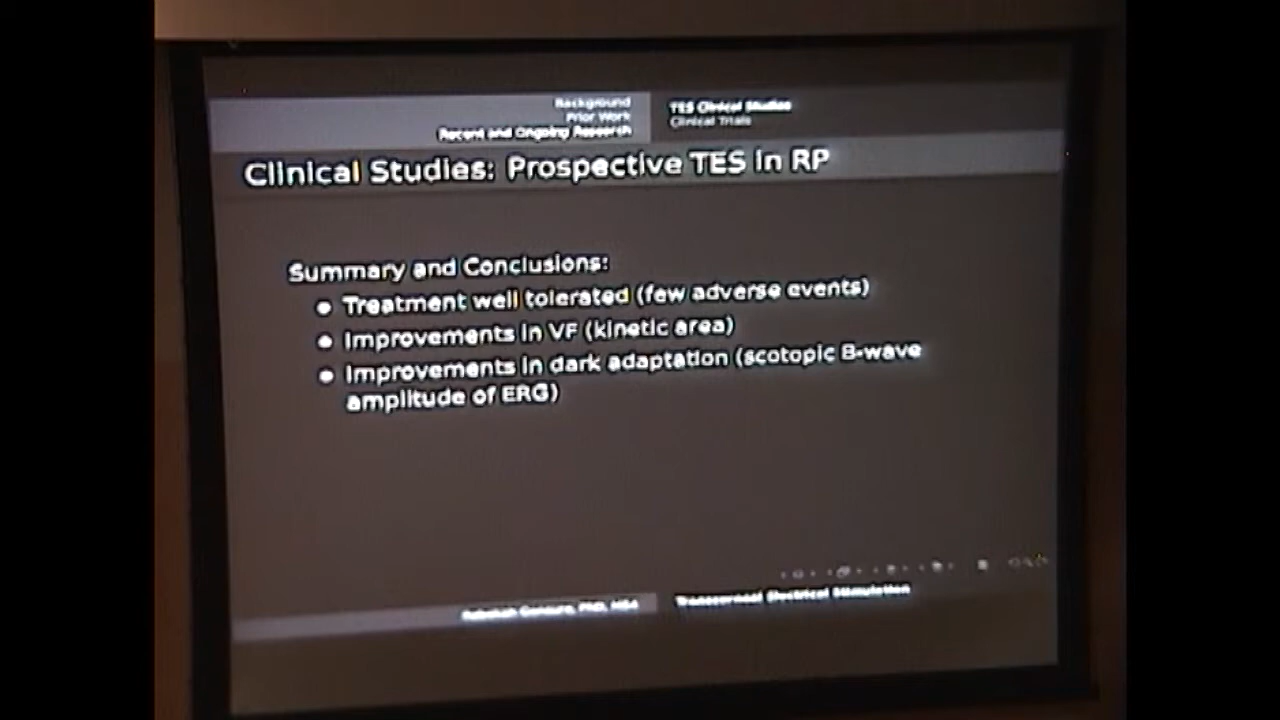 Background
Prior Work
Recent and Ongoing Research
TES Clinical Studies
Clinical Trials
Clinical Studies: Prospective TES in RP
Summary and Conclusions:
Treatment well tolerated (few adverse events)
Improvements in VF (kinetic area)
Improvements in dark adaptation (scotopic B-wave
amplitude of ERG)
PhD,
Transcorneal Electrical Stimulation